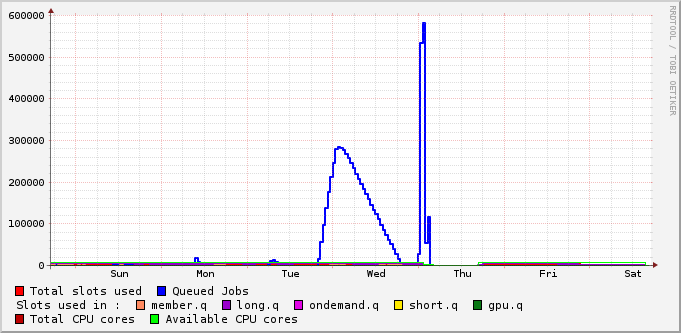 RRDTOOL / TOBI OETIKER
600000
500000
400000
300000
200000
100000
0
Sun Mon Tue Wed Thu Fri Sat
Total slots used Queued Jobs
Slots used in : member.q long.q ondemand.q short.q gpu.q
Total CPU cores Available CPU cores